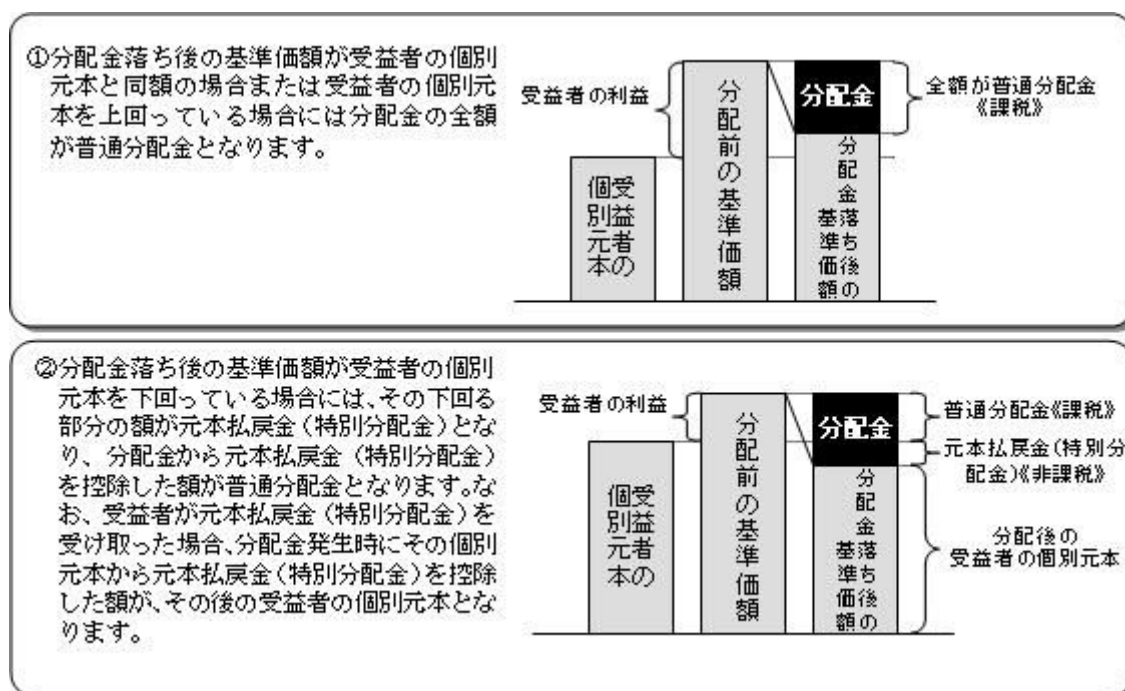 ①分配金落ち後の基準価額が受益者の個別
元本と同額の場合または受益者の個別元
本を上回っている場合には分配金の全額
が普通分配金となります。
受益者の利益
受益者の
個別元本
分配前の基準価額
分配金
分配金落ち後の
基準価額
全額が普通分配金
《課税》
②分配金落ち後の基準価額が受益者の個別
元本を下回っている場合には、その下回る
部分の額が元本払戻金（特別分配金）とな
り、分配金から元本払戻金（特別分配金）
を控除した額が普通分配金となります。な
お、受益者が元本払戻金（特別分配金）を
受け取った場合、分配金発生時にその個別
元本から元本払戻金（特別分配金）を控除
した額が、その後の受益者の個別元本とな
ります。
受益者の利益
受益者の
個別元本
分配前の基準価額
分配金
分配金落ち後の
基準価額
普通分配金《課税》
元本払戻金（特別分
配金）《非課税》
分配後の
受益者の個別元本